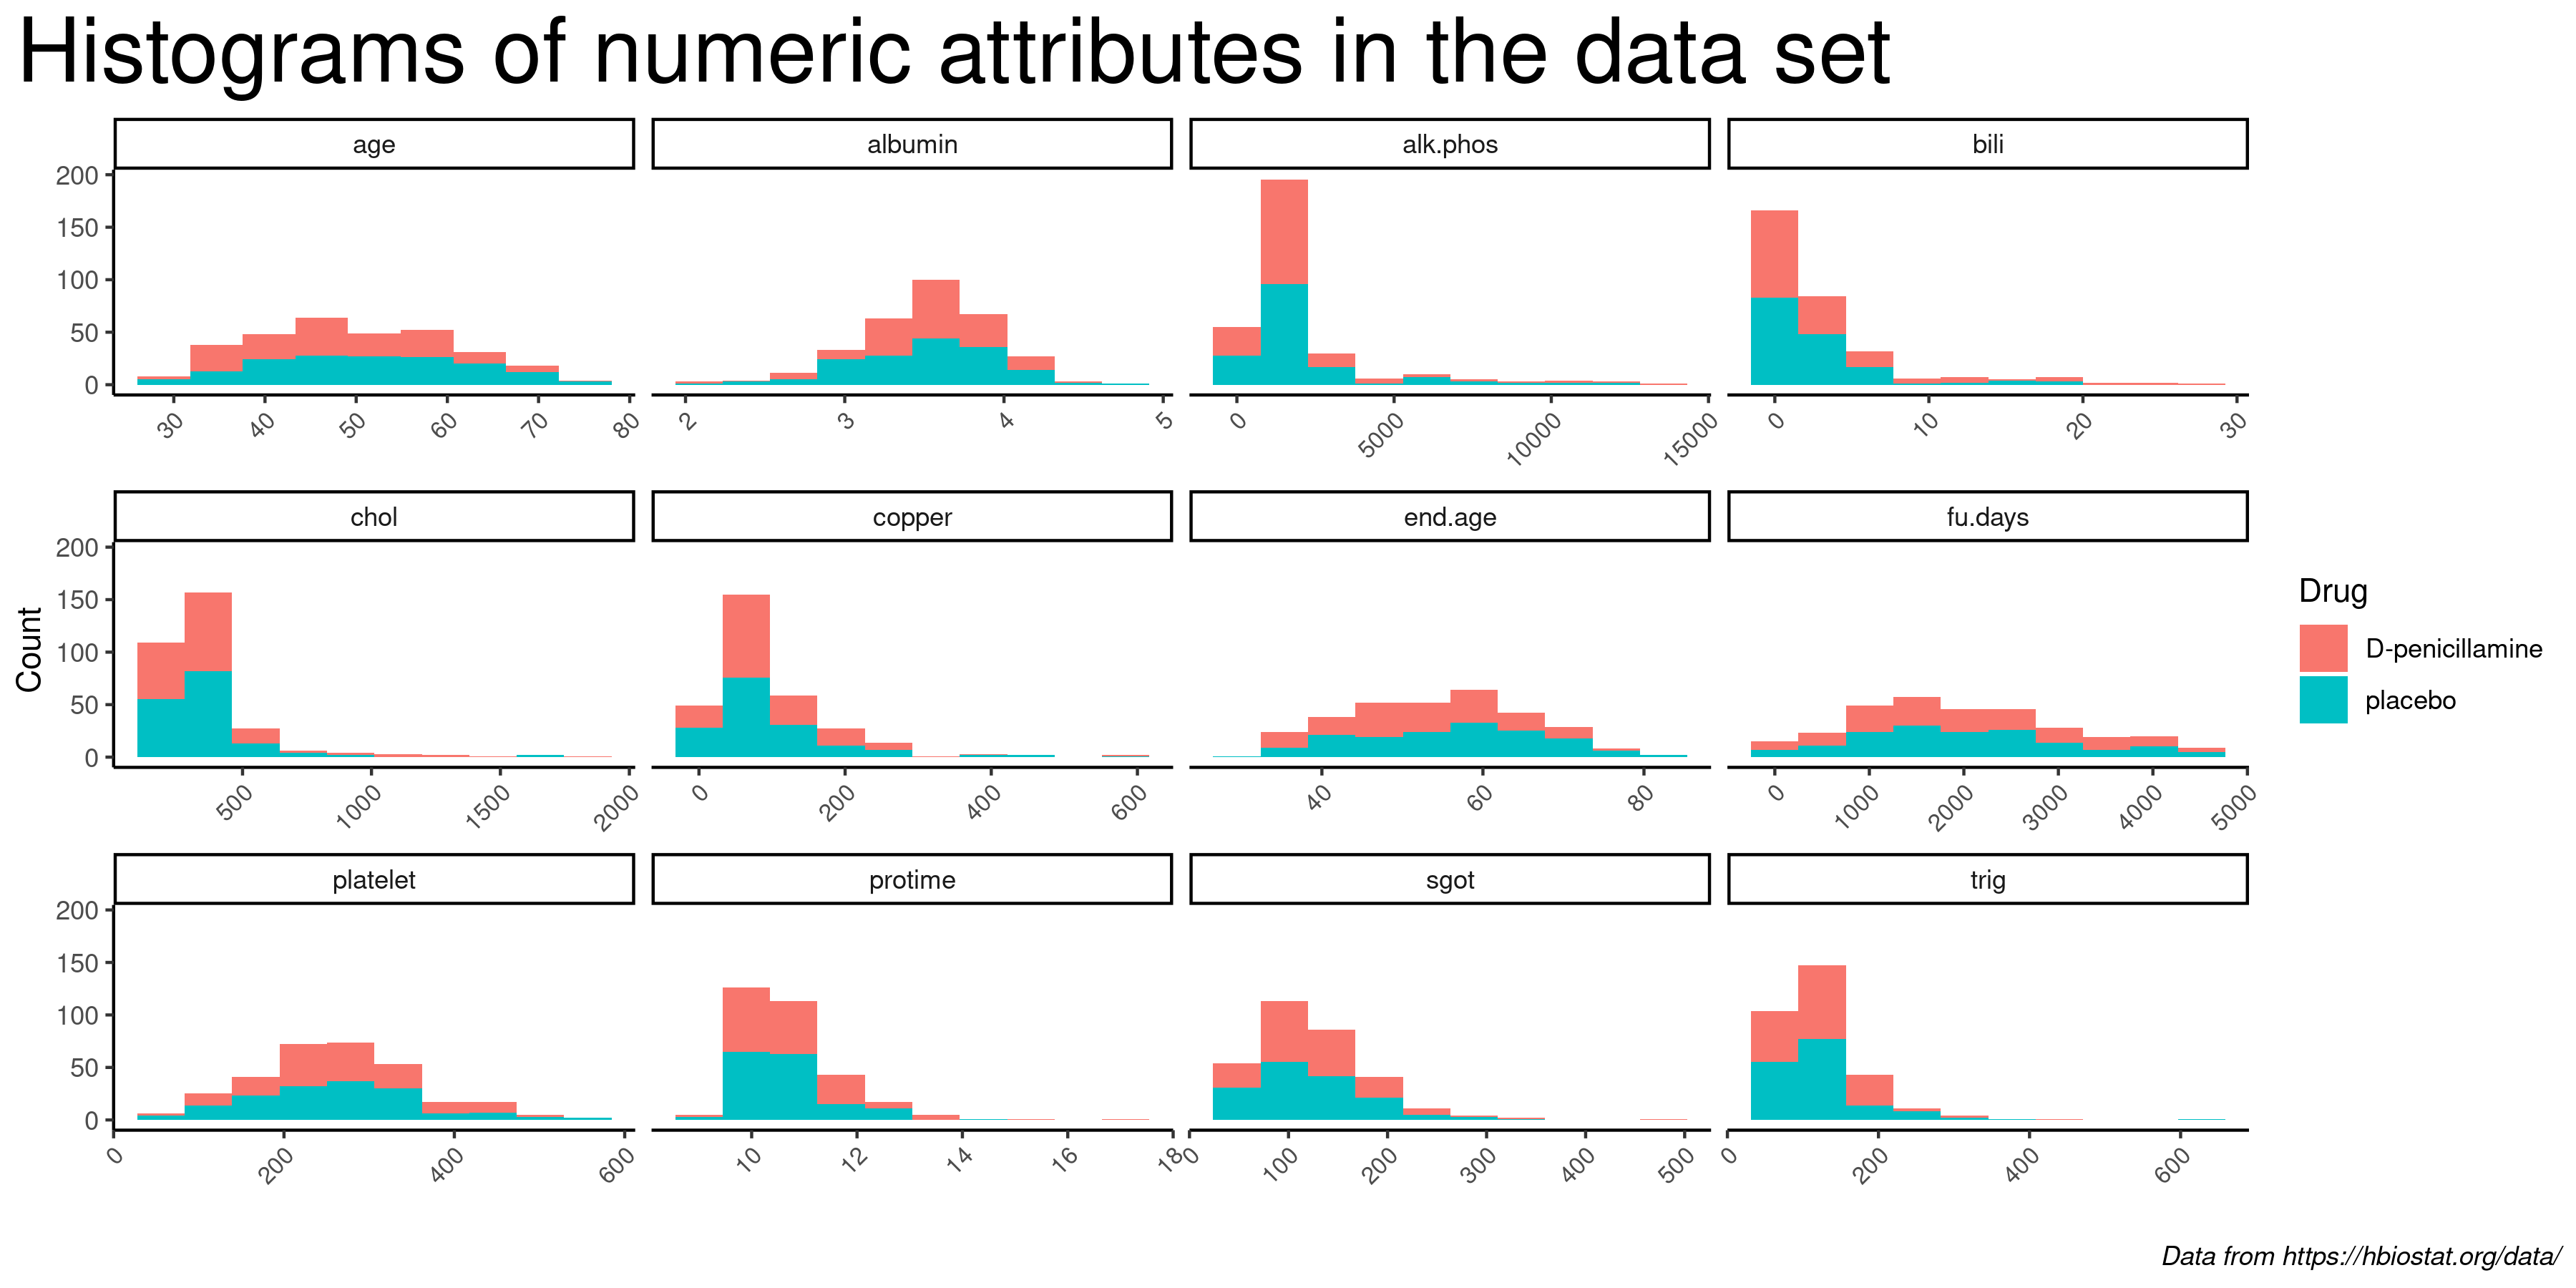 Histograms of numeric attributes in the data set
age albumin alk.phos bili
200
150
100
50
0
30 40 50 60 70 80 2 3 4 5 0 5000 10000 15000 0 10 20 30
chol copper end.age fu.days
200
150
100
50
0
500 1000 1500 2000 0 200 400 600 40 60 80 0 1000 2000 3000 4000 5000
Count
Drug
D-penicillamine
placebo
platelet protime sgot trig
200
150
100
50
0
0 200 400 600 10 12 14 16 18 0 100 200 300 400 500 0 200 400 600
Data from https://hbiostat.org/data/